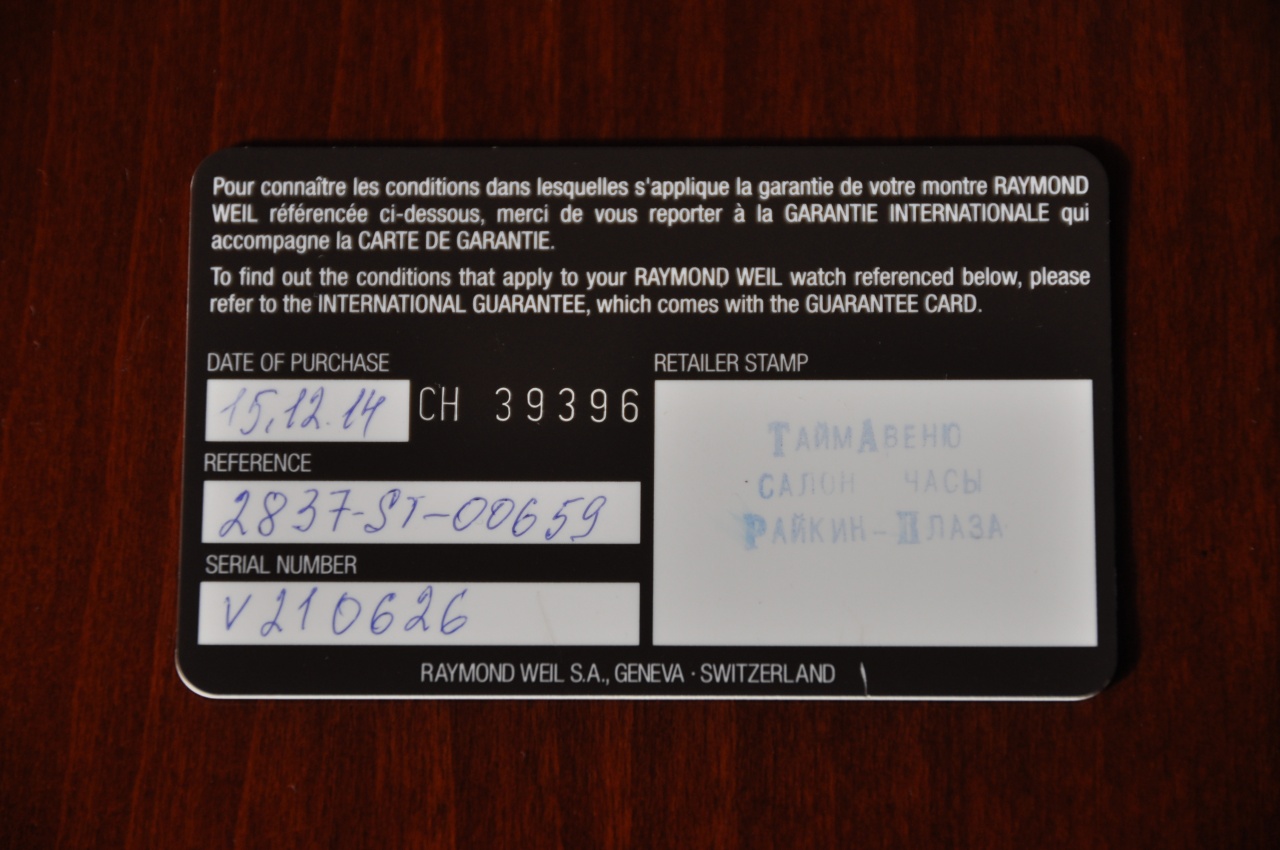 Pour connaître les conditions dans lesquelles s'applique la garantie de votre montre RAYMOND
WEIL référencée ci-dessous, merci de vous reporter à la GARANTIE INTERNATIONALE qui
accompagne la CARTE DE GARANTIE.
To find out the conditions that apply to your RAYMOND WEIL watch referenced below, please
refer to the INTERNATIONAL GUARANTEE, which comes with the GUARANTEE CARD.
DATE OF PURCHASE
15.12.14 CH 39396
REFERENCE
2837-ST-00659
SERIAL NUMBER
V210626
RETAILER STAMP
ТАЙМАВЕНЮ
САЛОН ЧАСЫ
РАЙКИН-ПЛАЗА
RAYMOND WEIL S.A., GENEVA · SWITZERLAND